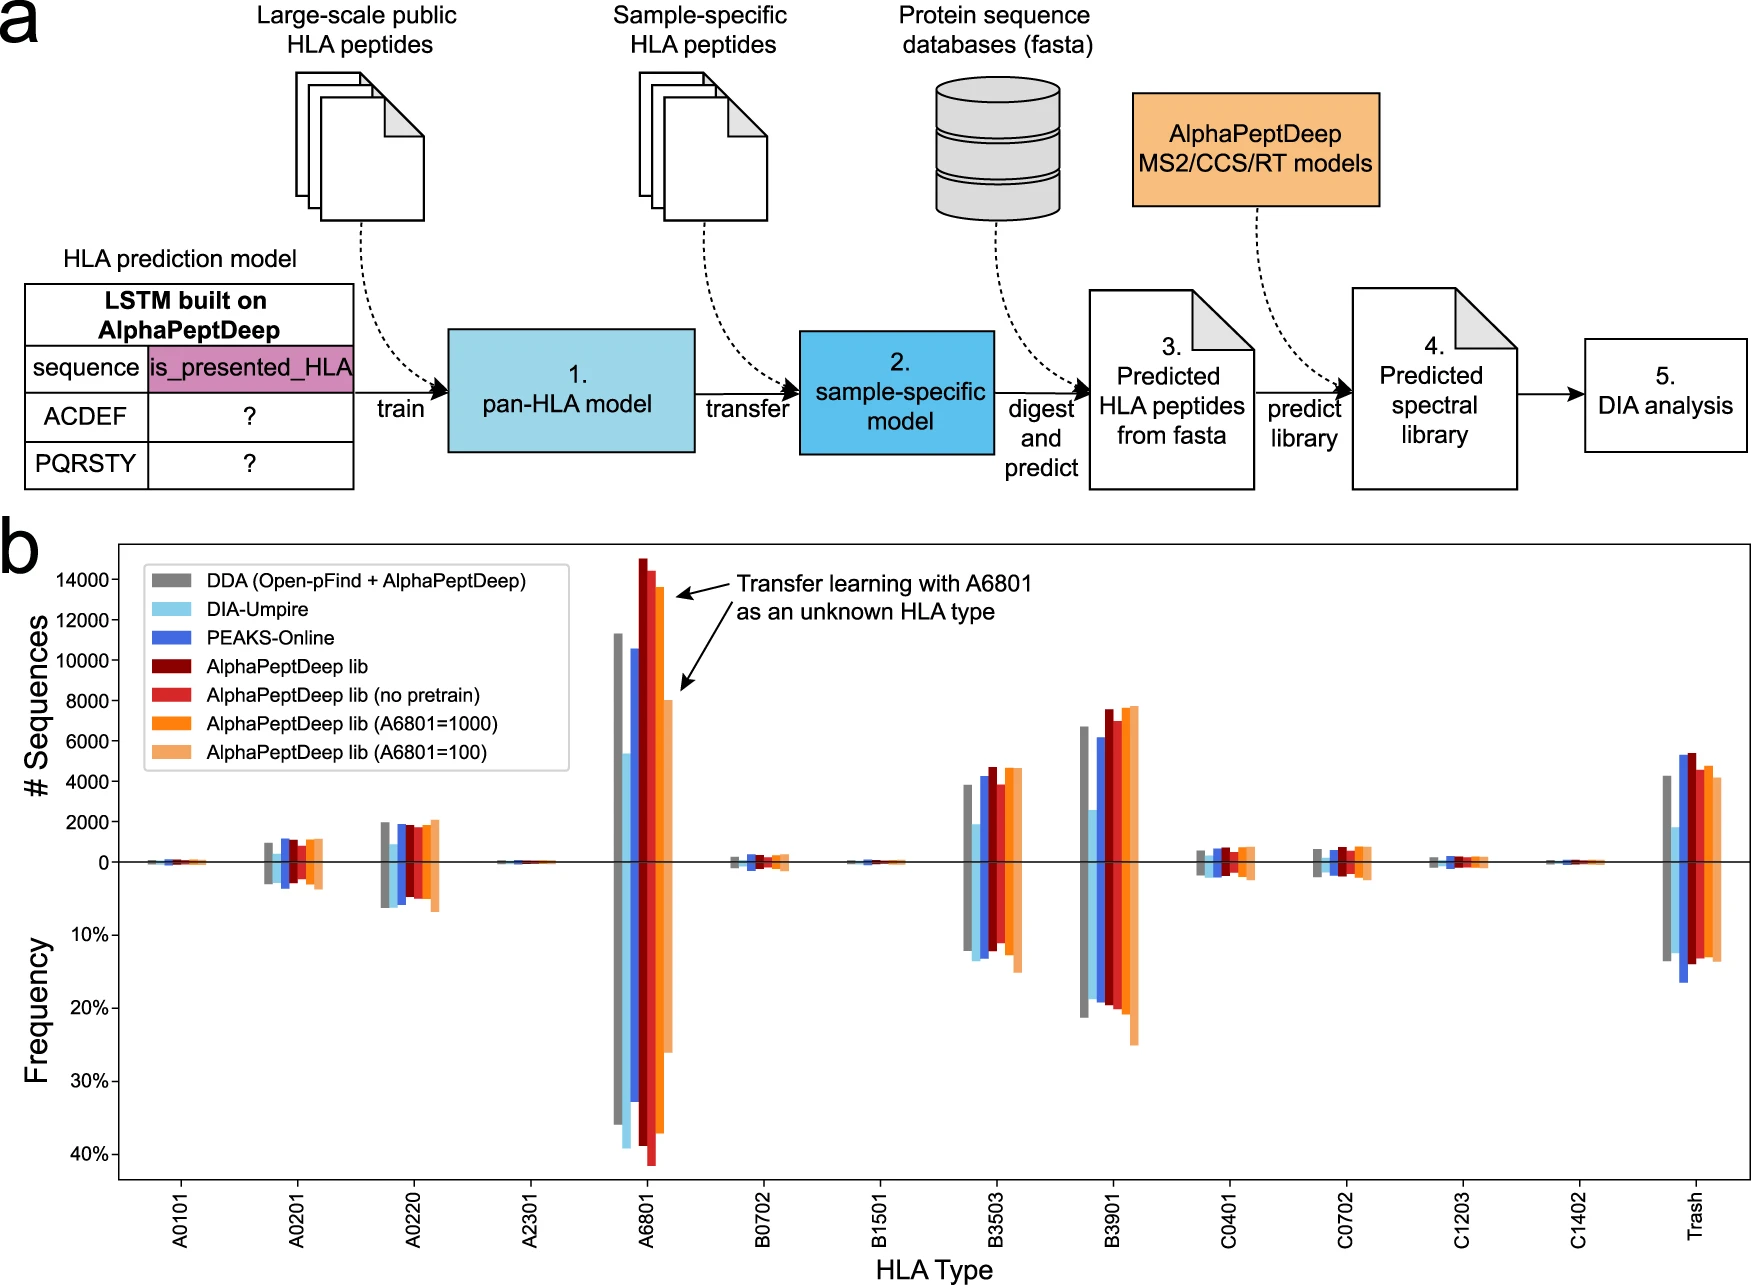 a
Large-scale public
HLA peptides
Sample-specific
HLA peptides
Protein sequence
databases (fasta)
AlphaPeptDeep
MS2/CCS/RT models
HLA prediction model
LSTM built on
AlphaPeptDeep
sequence
is_presented_HLA
ACDEF
?
PQRSTY
?
train
1.
pan-HLA model
transfer
2.
sample-specific
model
digest
and
predict
3.
Predicted
HLA peptides
from fasta
predict
library
4.
Predicted
spectral
library
5.
DIA analysis
b
# Sequences
14000
12000
10000
8000
6000
4000
2000
0
Frequency
10%
20%
30%
40%
DDA (Open-pFind + AlphaPeptDeep)
DIA-Umpire
PEAKS-Online
AlphaPeptDeep lib
AlphaPeptDeep lib (no pretrain)
AlphaPeptDeep lib (A6801=1000)
AlphaPeptDeep lib (A6801=100)
Transfer learning with A6801
as an unknown HLA type
A0101
A0201
A0220
A2301
A6801
B0702
B1501
B3503
B3901
C0401
C0702
C1203
C1402
Trash
HLA Type